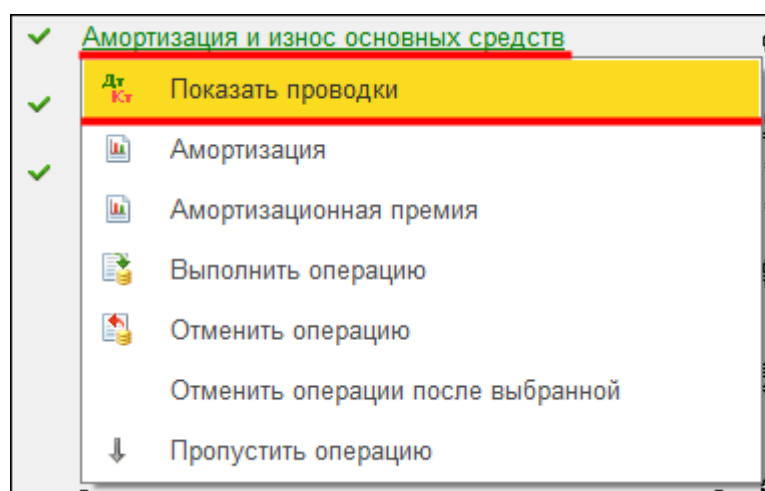 Амортизация и износ основных средств
Дт
Кт
Показать проводки
Амортизация
Амортизационная премия
Выполнить операцию
Отменить операцию
Отменить операции после выбранной
Пропустить операцию